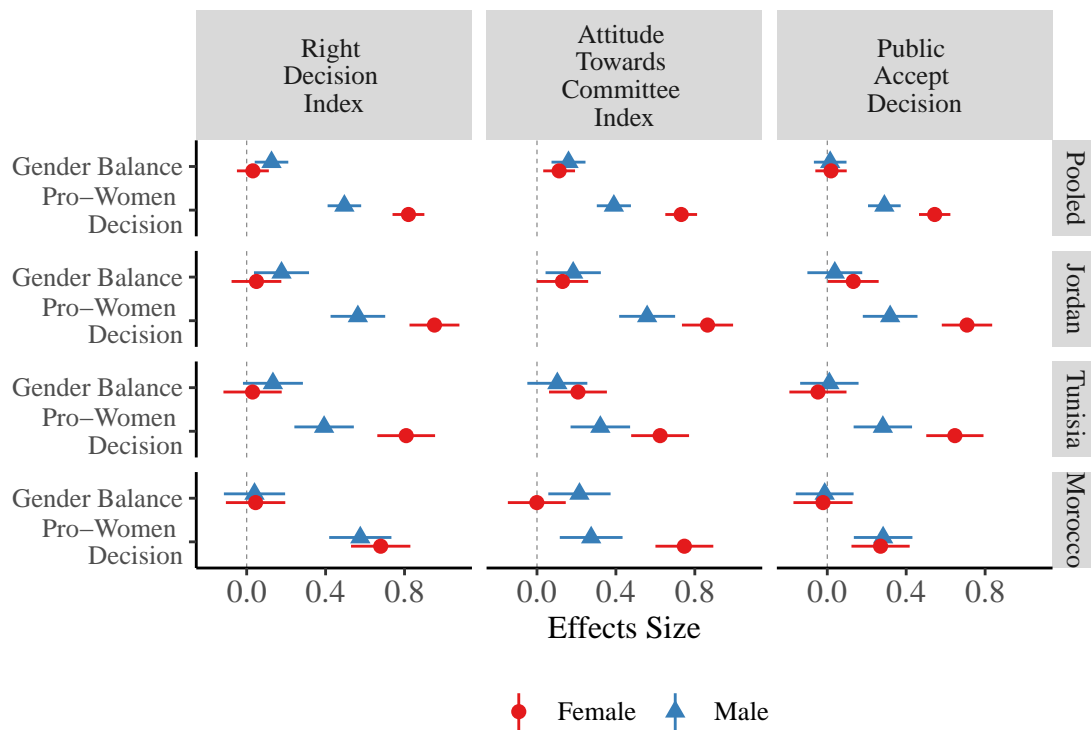 Right
Decision
Index
Attitude
Towards
Committee
Index
Public
Accept
Decision
Gender Balance
Pro−Women
Decision
Pooled
Gender Balance
Pro−Women
Decision
Jordan
Gender Balance
Pro−Women
Decision
Tunisia
Gender Balance
Pro−Women
Decision
Morocco
0.0 0.4 0.8
0.0 0.4 0.8
0.0 0.4 0.8
Effects Size
Female Male